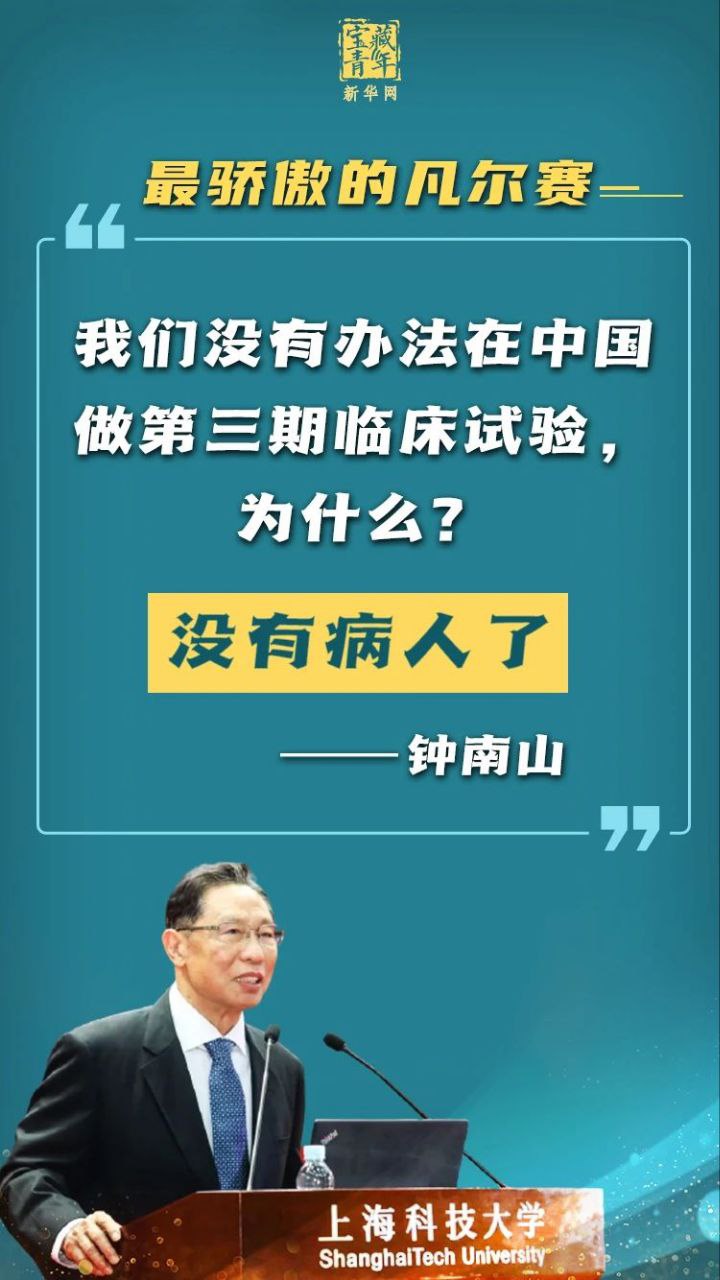 宝藏
青年
新华网
最骄傲的凡尔赛
“
我们没有办法在中国
做第三期临床试验，
为什么？
没有病人了
——钟南山
”
上海科技大学
ShanghaiTech University